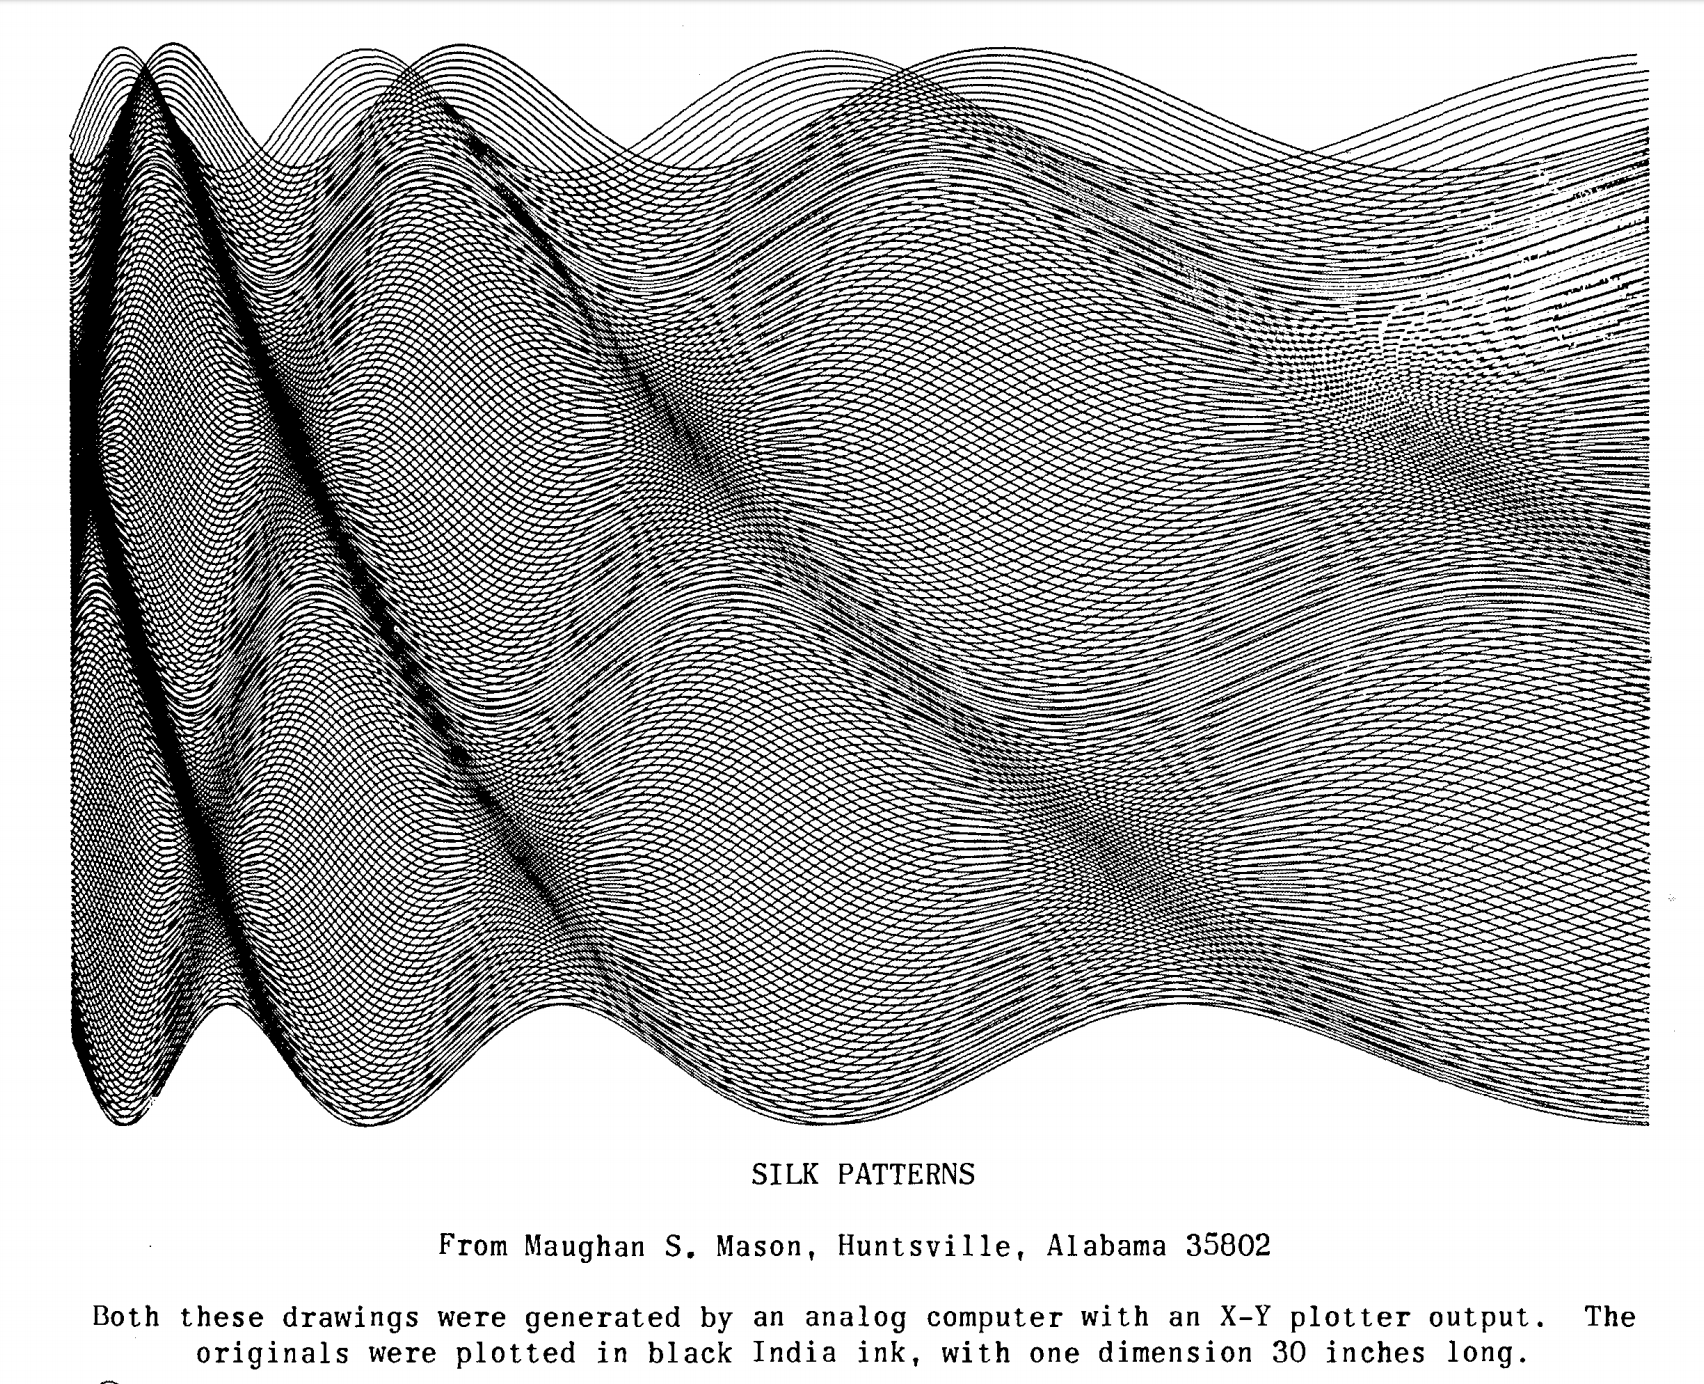 SILK PATTERNS
From Maughan S. Mason, Huntsville, Alabama 35802
Both these drawings were generated by an analog computer with an X-Y plotter output. The
originals were plotted in black India ink, with one dimension 30 inches long.